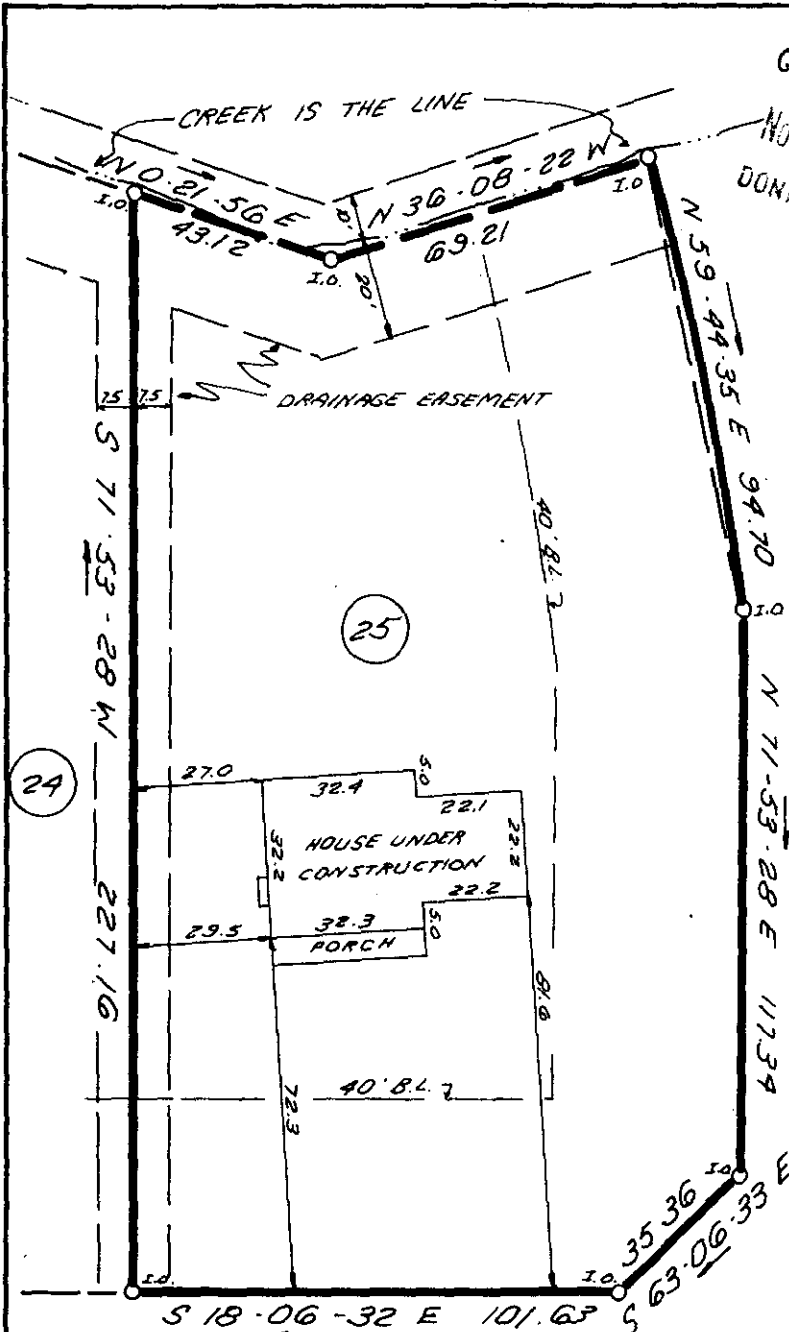 CREEK IS THE LINE
N 0-21-56 E
43.12
I.O.
N 36-08-22 W
69.21
I.O.
I.O
10'
20'
N 59-44-35 E 94.70
DRAINAGE EASEMENT
7.5 7.5
S 71-53-28 W 227.16
40' B.L.
25
I.O
24
27.0
32.4
5.0
22.1
22.2
32.2
HOUSE UNDER
CONSTRUCTION
22.2
29.5
32.3
5.0
PORCH
N 71-53-28 E 117.34
81.6
72.3
40' B.L.
I.O
35.36
S 63-06-33 E
I.O.
I.O.
S 18-06-32 E 101.63